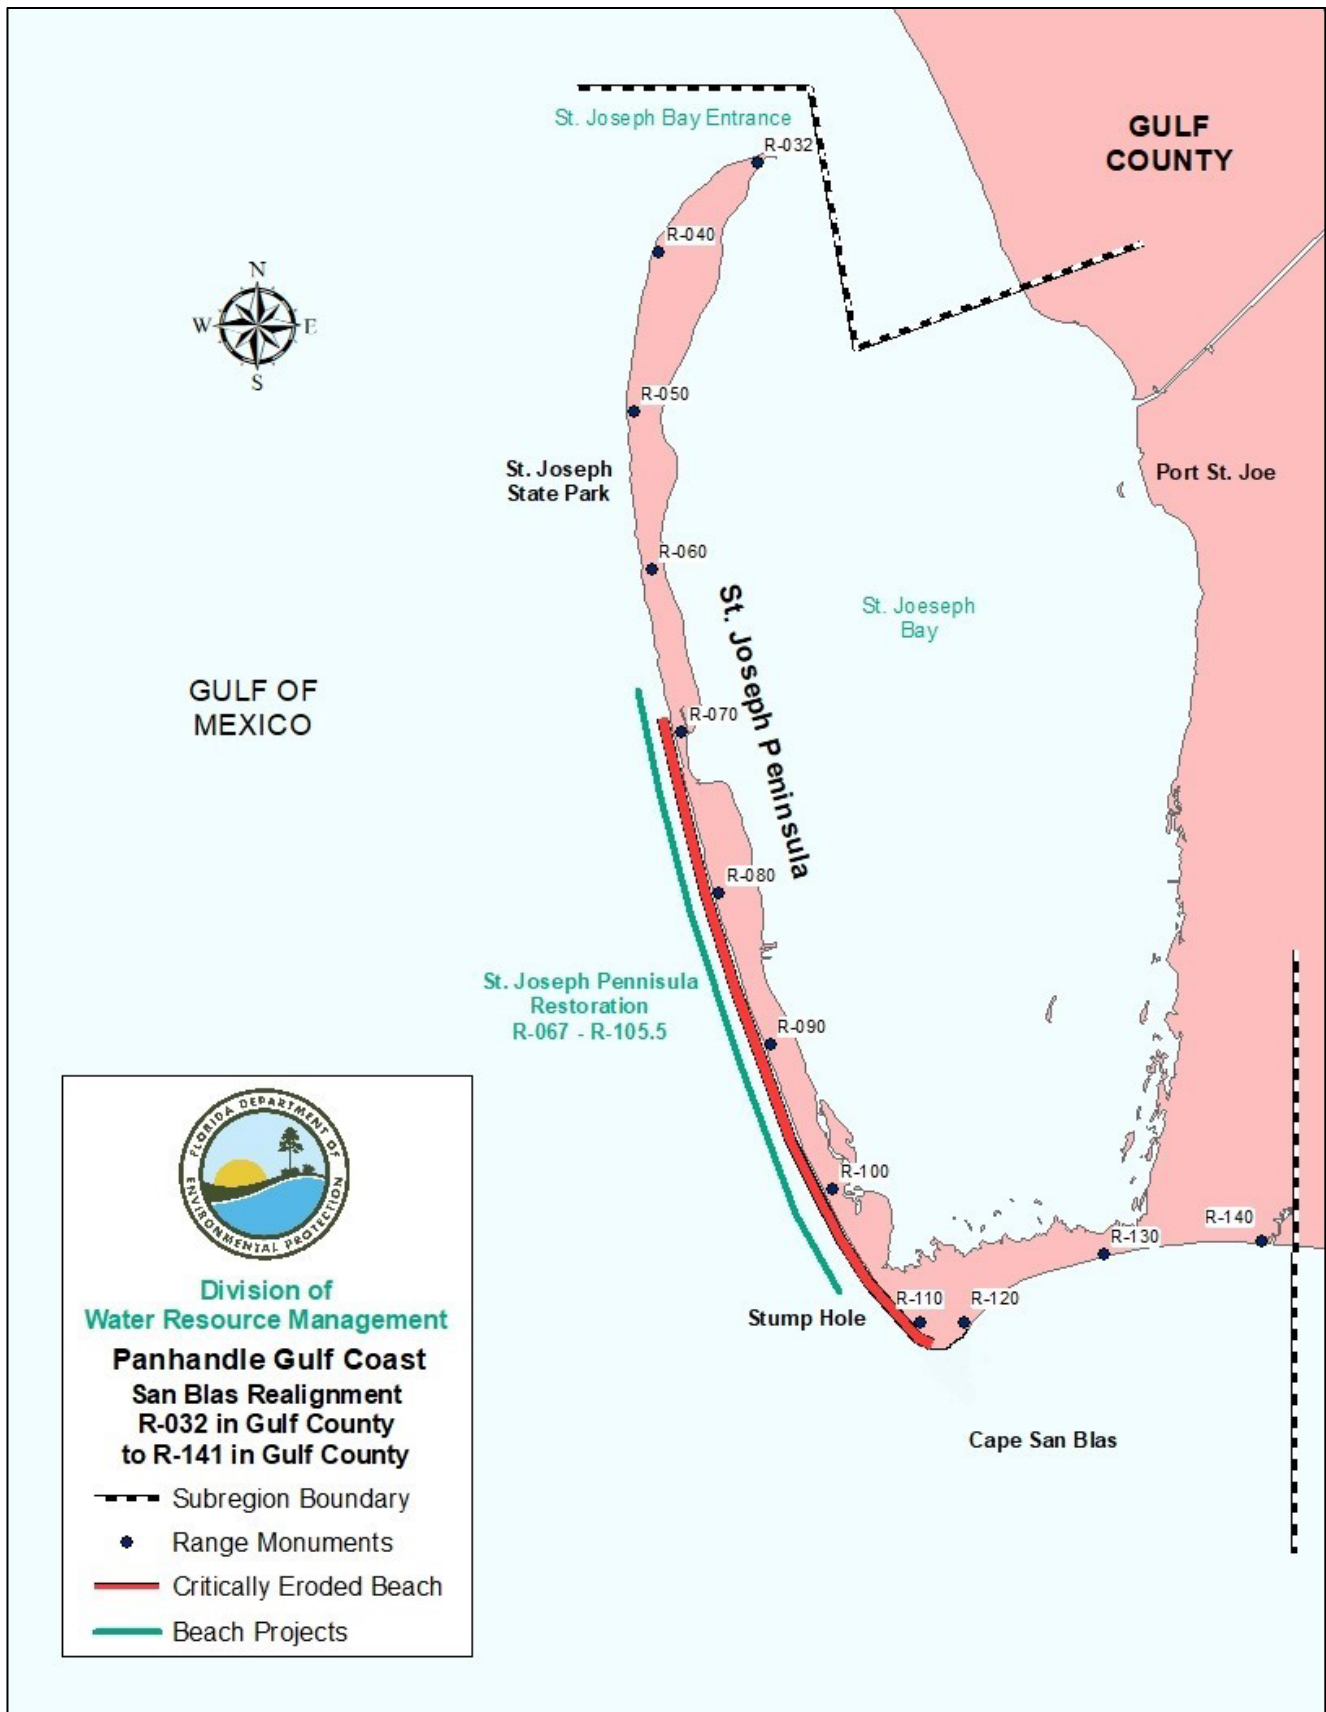 St. Joseph Bay Entrance
R-032
GULF
COUNTY
R-040
N
W
E
S
R-050
St. Joseph
State Park
Port St. Joe
R-060
St. Joseph Peninsula
St. Joeseph
Bay
GULF OF
MEXICO
R-070
R-080
St. Joseph Pennisula
Restoration
R-067 - R-105.5
R-090
R-100
R-140
R-130
R-110
R-120
Stump Hole
Cape San Blas
FLORIDA DEPARTMENT OF
ENVIRONMENTAL PROTECTION
Division of
Water Resource Management
Panhandle Gulf Coast
San Blas Realignment
R-032 in Gulf County
to R-141 in Gulf County
Subregion Boundary
Range Monuments
Critically Eroded Beach
Beach Projects